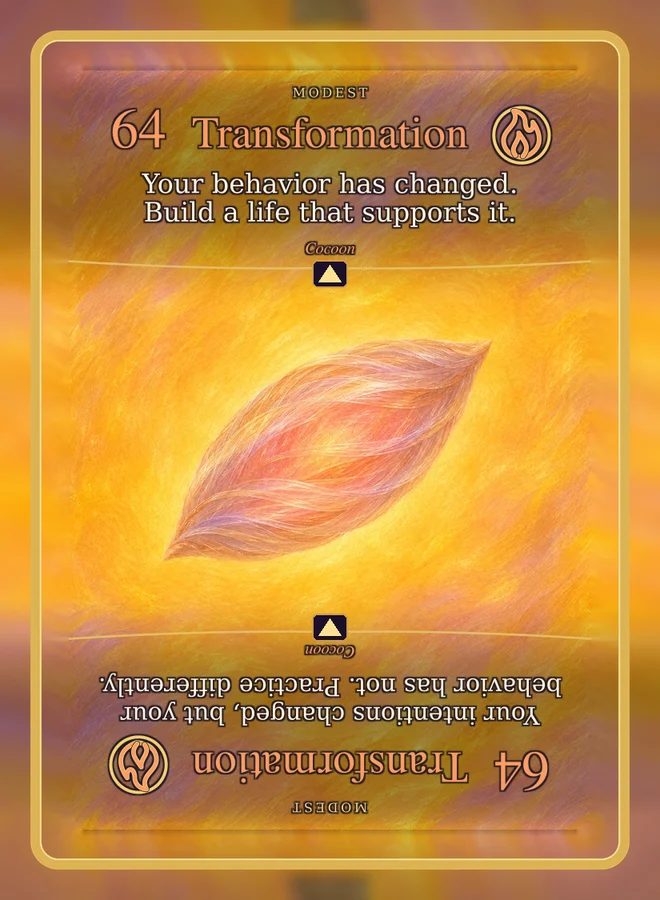 MODEST
64 Transformation
Your behavior has changed.
Build a life that supports it.
Cocoon
Cocoon
behavior has not. Practice differently.
Your intentions changed, but your
64 Transformation
MODEST